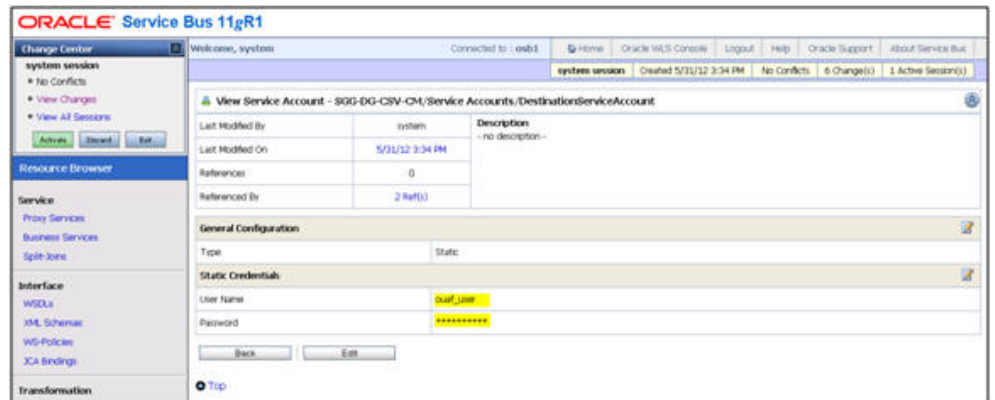 ORACLE Service Bus 11gR1
Change Center
Welcome, system
Connected to : osb1
Home
Oracle WLS Console
Logout
Help
Oracle Support
About Service Bus
system session
Created 5/31/12 3:34 PM
No Conflicts
6 Change(s)
1 Active Session(s)
system session
No Conflicts
View Changes
View All Sessions
Activate
Discard
Exit
Resource Browser
Service
Proxy Services
Business Services
Split-Joins
Interface
WSDLs
XML Schemas
WS-Policies
JCA Bindings
Transformation
View Service Account - SGG-DG-CSV-CM/Service Accounts/DestinationServiceAccount
Last Modified By
system
Description
- no description -
Last Modified On
5/31/12 3:34 PM
References
0
Referenced By
2 Ref(s)
General Configuration
Type
Static
Static Credentials
User Name
ouaf_user
Password
**********
Back
Edit
Top